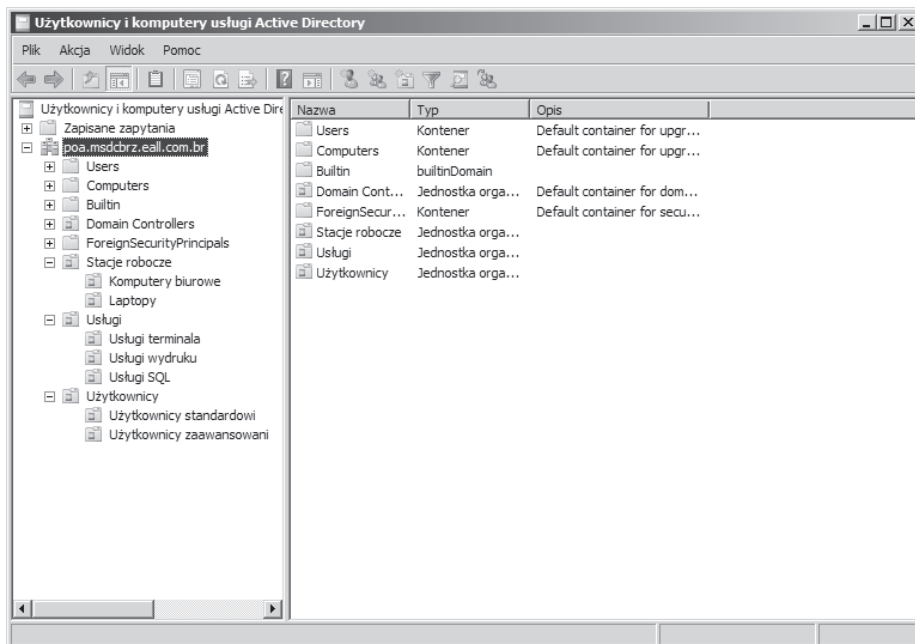 Użytkownicy i komputery usługi Active Directory
Plik Akcja Widok Pomoc
Użytkownicy i komputery usługi Active Dire
Zapisane zapytania
poa.msdcbrz.eall.com.br
Users
Computers
Builtin
Domain Controllers
ForeignSecurityPrincipals
Stacje robocze
Komputery biurowe
Laptopy
Usługi
Usługi terminala
Usługi wydruku
Usługi SQL
Użytkownicy
Użytkownicy standardowi
Użytkownicy zaawansowani
Nazwa Typ Opis
Users Kontener Default container for upgr...
Computers Kontener Default container for upgr...
Builtin builtinDomain
Domain Cont... Jednostka orga... Default container for dom...
ForeignSecur... Kontener Default container for secu...
Stacje robocze Jednostka orga...
Usługi Jednostka orga...
Użytkownicy Jednostka orga...